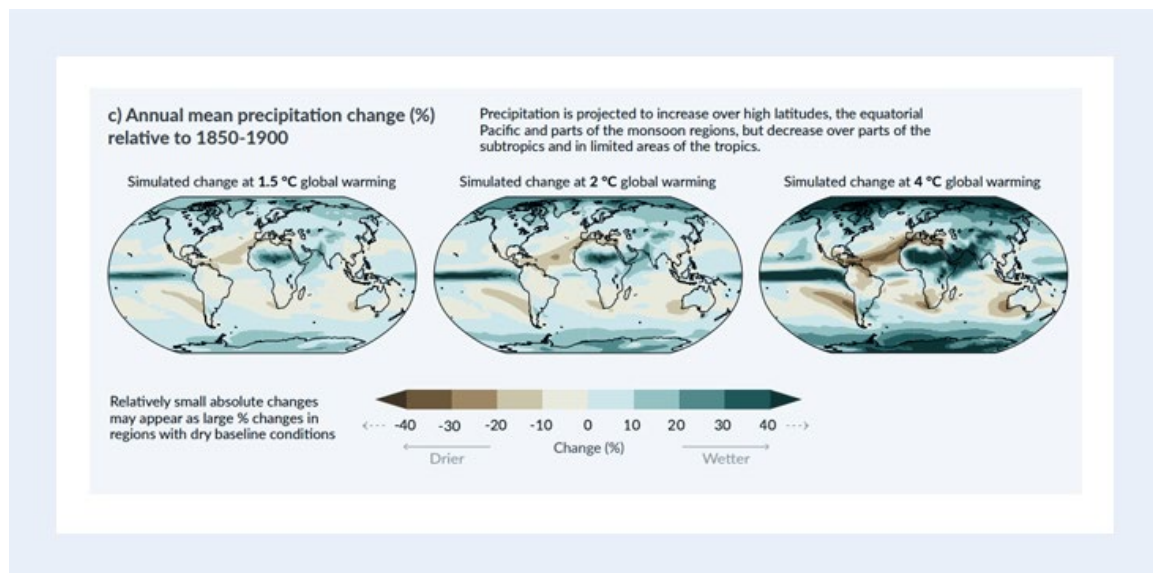 c) Annual mean precipitation change (%)
relative to 1850-1900
Precipitation is projected to increase over high latitudes, the equatorial
Pacific and parts of the monsoon regions, but decrease over parts of the
subtropics and in limited areas of the tropics.
Simulated change at 1.5 °C global warming
Simulated change at 2 °C global warming
Simulated change at 4 °C global warming
Relatively small absolute changes
may appear as large % changes in
regions with dry baseline conditions
-40 -30 -20 -10 0 10 20 30 40
Change (%)
Drier
Wetter